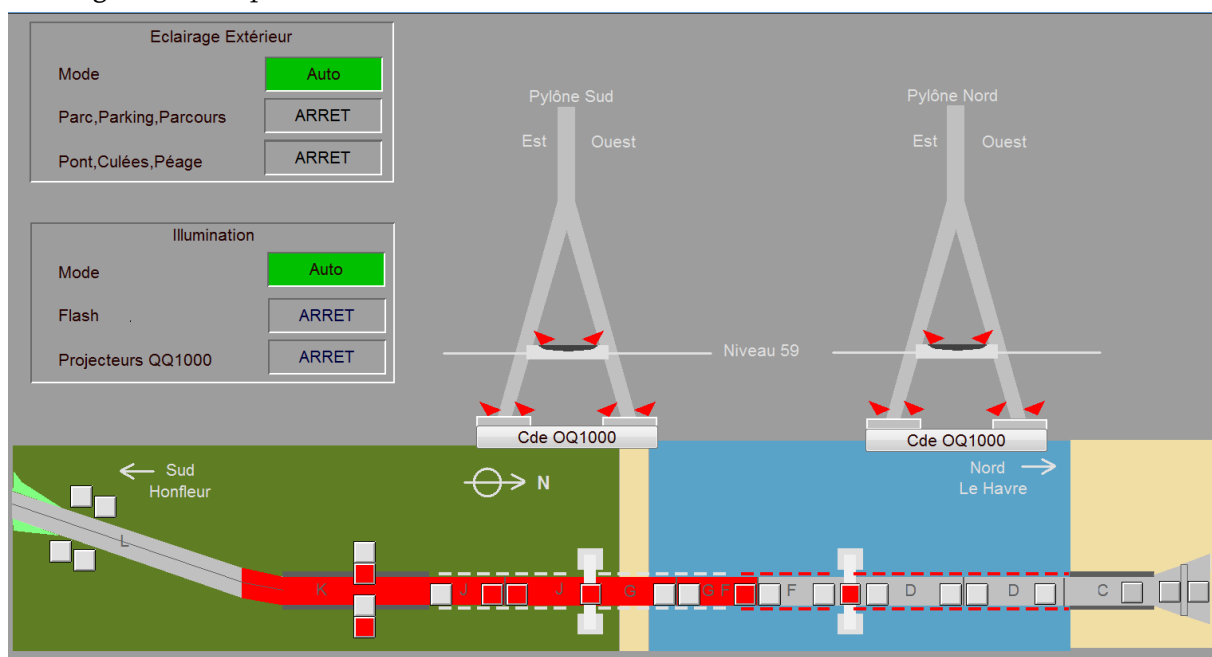 Eclairage Extérieur
Mode Auto
Parc,Parking,Parcours ARRET
Pont,Culées,Péage ARRET
Illumination
Mode Auto
Flash . ARRET
Projecteurs QQ1000 ARRET
Pylône Sud
Est Ouest
Pylône Nord
Est Ouest
Niveau 59
Cde OQ1000
Cde OQ1000
Sud
Honfleur
N
Nord
Le Havre
L
K J J G G F F D D C